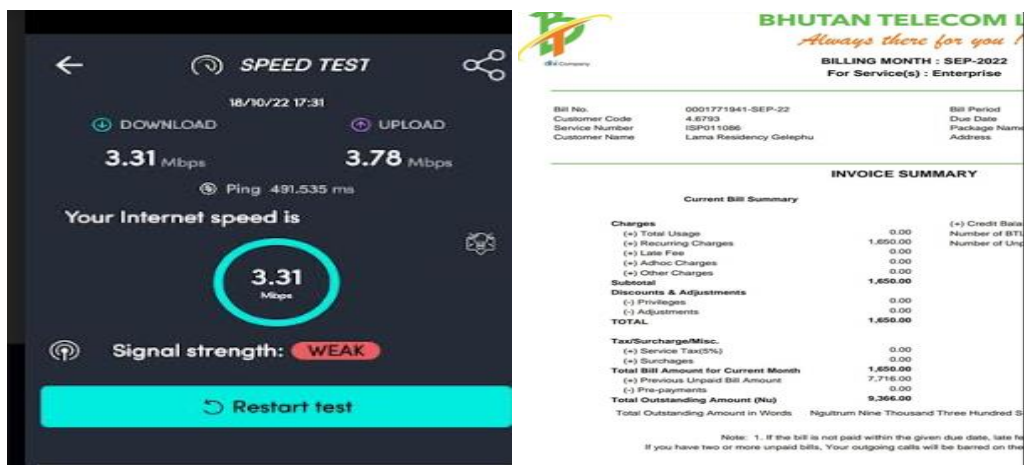 SPEED TEST
18/10/22 17:31
DOWNLOAD UPLOAD
3.31 Mbps 3.78 Mbps
Ping 491.535 ms
Your Internet speed is
3.31
Mbps
Signal strength: WEAK
Restart test
BHUTAN TELECOM L
Always there for you !
BILLING MONTH : SEP-2022
For Service(s) : Enterprise
Bill No. 0001771941-SEP-22 Bill Period
Customer Code 4.6793 Due Date
Service Number ISP011086 Package Name
Customer Name Lama Residency Gelephu Address
INVOICE SUMMARY
Current Bill Summary
Charges (+) Credit Bala
(+) Total Usage 0.00 Number of BTL
(+) Recurring Charges 1,650.00 Number of Unp
(+) Late Fee 0.00
(+) Adhoc Charges 0.00
(+) Other Charges 0.00
Subtotal 1,650.00
Discounts & Adjustments
(-) Privileges 0.00
(-) Adjustments 0.00
TOTAL 1,650.00
Tax/Surcharge/Misc.
(+) Service Tax(5%) 0.00
(+) Surchages 0.00
Total Bill Amount for Current Month 1,650.00
(+) Previous Unpaid Bill Amount 7,716.00
(-) Pre-payments 0.00
Total Outstanding Amount (Nu) 9,366.00
Total Outstanding Amount in Words Ngultrum Nine Thousand Three Hundred S
Note: 1. If the bill is not paid within the given due date, late fe
If you have two or more unpaid bills, Your outgoing calls will be barred on the